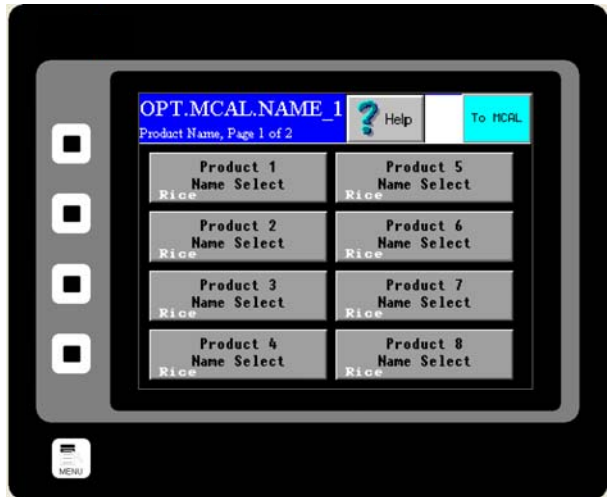 OPT.MCAL.NAME_1
Product Name, Page 1 of 2
? Help
To MCAL
Product 1
Name Select
Rice
Product 5
Name Select
Rice
Product 2
Name Select
Rice
Product 6
Name Select
Rice
Product 3
Name Select
Rice
Product 7
Name Select
Rice
Product 4
Name Select
Rice
Product 8
Name Select
Rice
MENU